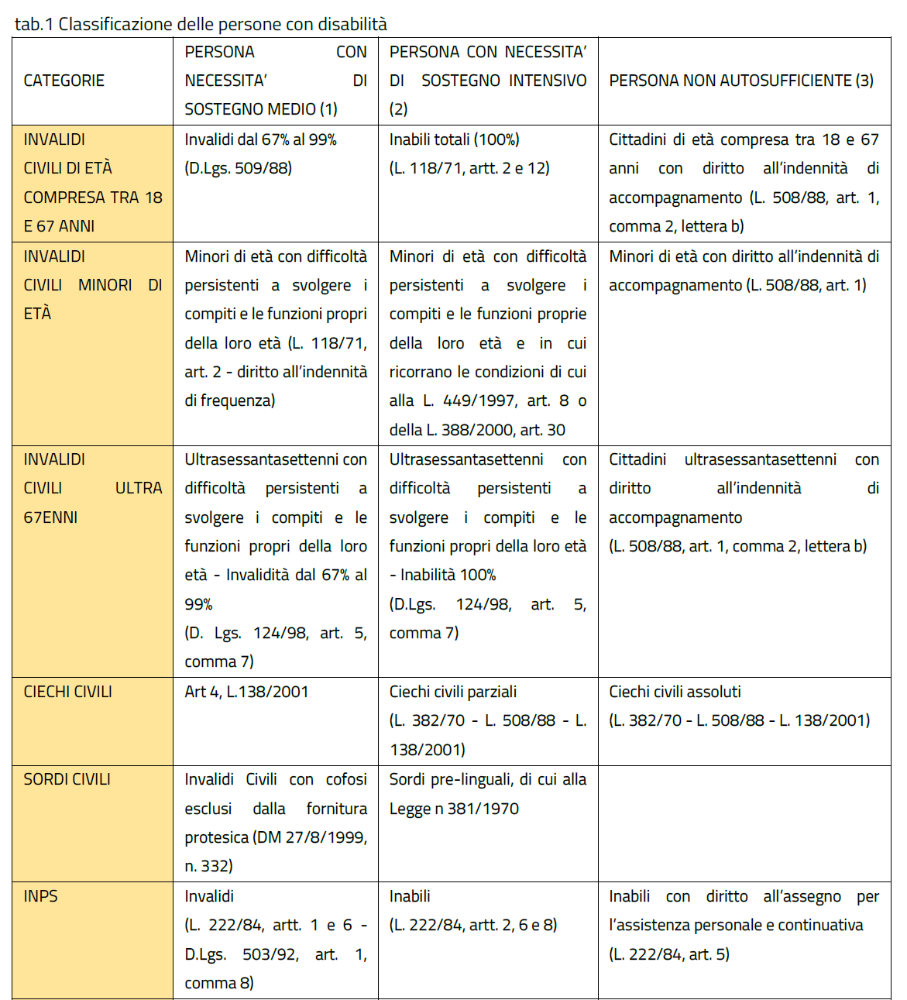 tab.1 Classificazione delle persone con disabilità
CATEGORIE
PERSONA CON
NECESSITA’ DI
SOSTEGNO MEDIO (1)
PERSONA CON NECESSITA’
DI SOSTEGNO INTENSIVO
(2)
PERSONA NON AUTOSUFFICIENTE (3)
INVALIDI
CIVILI DI ETÀ
COMPRESA TRA 18
E 67 ANNI
Invalidi dal 67% al 99%
(D.Lgs. 509/88)
Inabili totali (100%)
(L. 118/71, artt. 2 e 12)
Cittadini di età compresa tra 18 e 67
anni con diritto all’indennità di
accompagnamento (L. 508/88, art. 1,
comma 2, lettera b)
INVALIDI
CIVILI MINORI DI
ETÀ
Minori di età con difficoltà
persistenti a svolgere i
compiti e le funzioni propri
della loro età (L. 118/71,
art. 2 - diritto all’indennità
di frequenza)
Minori di età con difficoltà
persistenti a svolgere i
compiti e le funzioni proprie
della loro età e in cui
ricorrano le condizioni di cui
alla L. 449/1997, art. 8 o
della L. 388/2000, art. 30
Minori di età con diritto all’indennità di
accompagnamento (L. 508/88, art. 1)
INVALIDI
CIVILI ULTRA
67ENNI
Ultrasessantasettenni con
difficoltà persistenti a
svolgere i compiti e le
funzioni propri della loro
età - Invalidità dal 67% al
99%
(D. Lgs. 124/98, art. 5,
comma 7)
Ultrasessantasettenni con
difficoltà persistenti a
svolgere i compiti e le
funzioni propri della loro età
- Inabilità 100%
(D.Lgs. 124/98, art. 5,
comma 7)
Cittadini ultrasessantasettenni con
diritto all’indennità di
accompagnamento
(L. 508/88, art. 1, comma 2, lettera b)
CIECHI CIVILI
Art 4, L.138/2001
Ciechi civili parziali
(L. 382/70 - L. 508/88 - L.
138/2001)
Ciechi civili assoluti
(L. 382/70 - L. 508/88 - L. 138/2001)
SORDI CIVILI
Invalidi Civili con cofosi
esclusi dalla fornitura
protesica (DM 27/8/1999,
n. 332)
Sordi pre-linguali, di cui alla
Legge n 381/1970
INPS
Invalidi
(L. 222/84, artt. 1 e 6 -
D.Lgs. 503/92, art. 1,
comma 8)
Inabili
(L. 222/84, artt. 2, 6 e 8)
Inabili con diritto all’assegno per
l’assistenza personale e continuativa
(L. 222/84, art. 5)